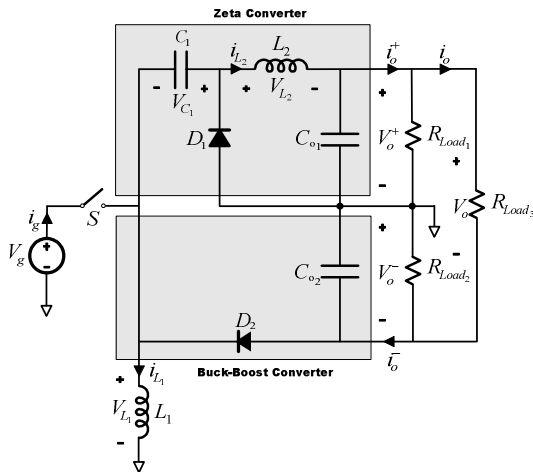 Zeta Converter
C1
iL2
L2
io+
io
- VC1 +
+ VL2 -
+
D1
Co1
Vo+
RLoad1
-
+
Vo
-
RLoad3
ig
S
Vg
+
-
+
Co2
Vo-
RLoad2
-
D2
io-
Buck-Boost Converter
iL1
+
VL1
L1
-